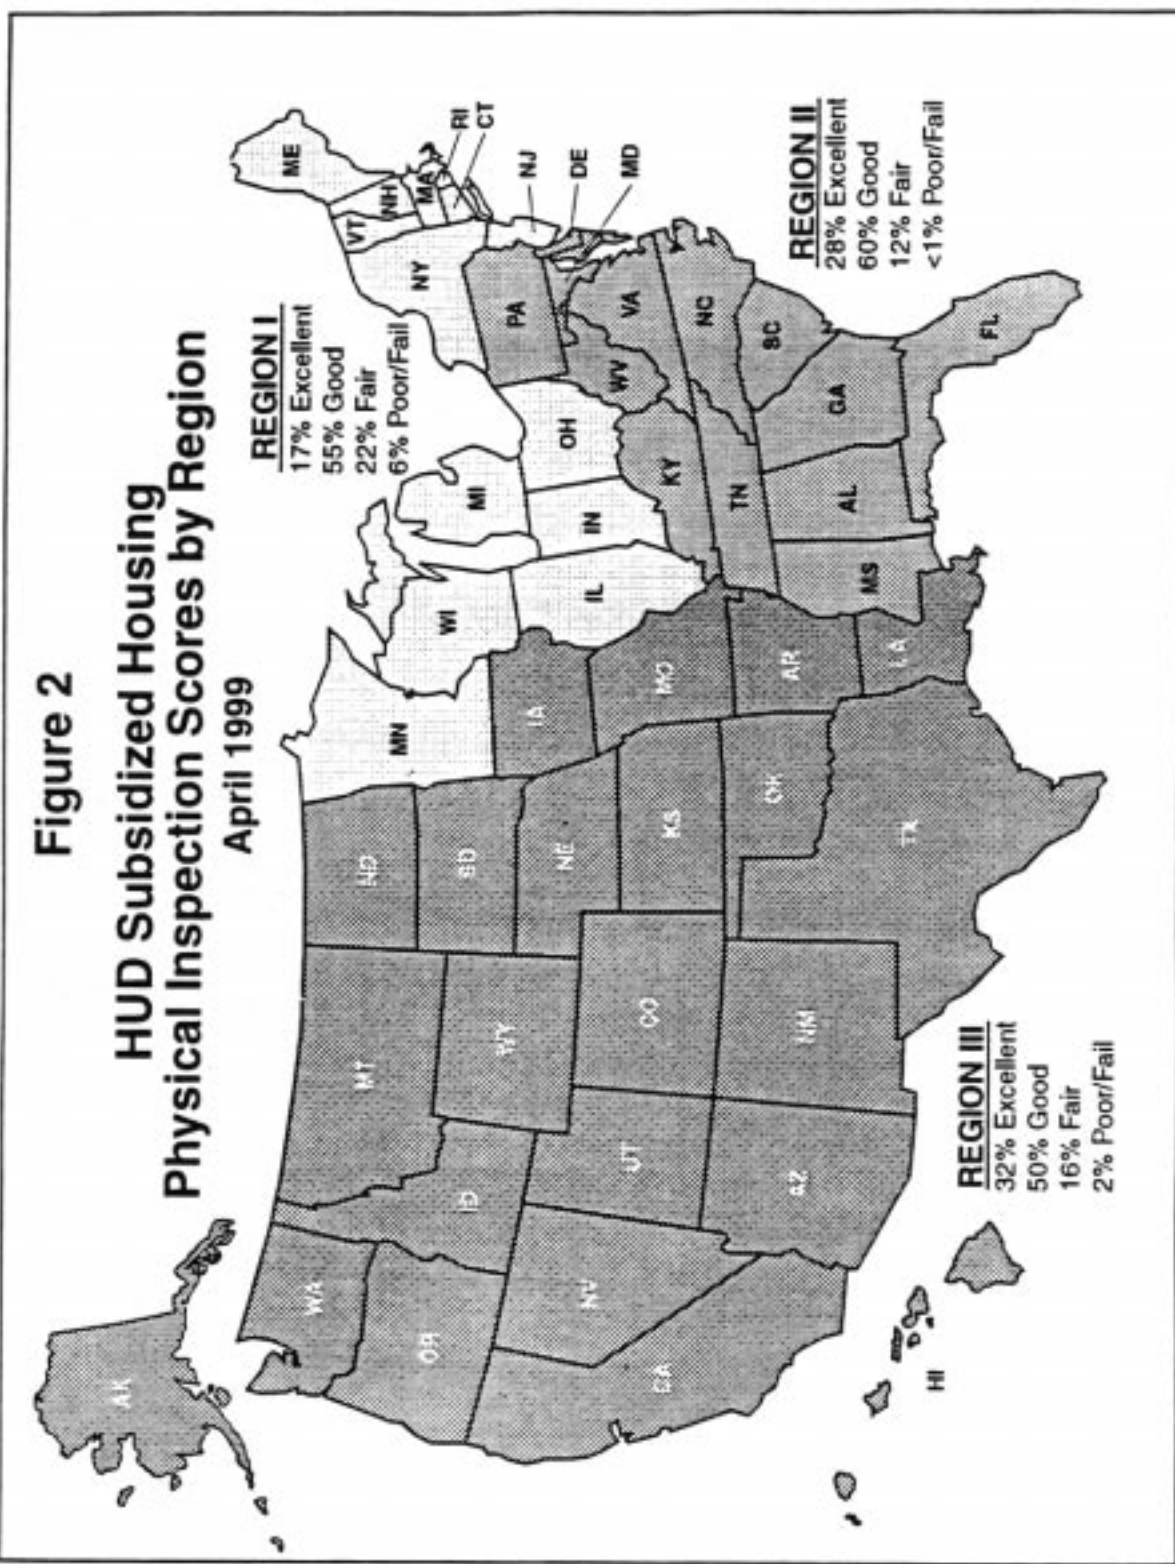 Figure 2
HUD Subsidized Housing
Physical Inspection Scores by Region
April 1999
REGION I
17% Excellent
55% Good
22% Fair
6% Poor/Fail
REGION II
28% Excellent
60% Good
12% Fair
<1% Poor/Fail
REGION III
32% Excellent
50% Good
16% Fair
2% Poor/Fail
AK
WA
OR
CA
NV
ID
MT
WY
UT
AZ
CO
NM
ND
SD
NE
KS
OK
TX
MN
IA
MO
AR
LA
WI
IL
MI
IN
OH
KY
TN
MS
AL
GA
FL
SC
NC
VA
WV
PA
NY
VT
NH
ME
MA
RI
CT
NJ
DE
MD
HI